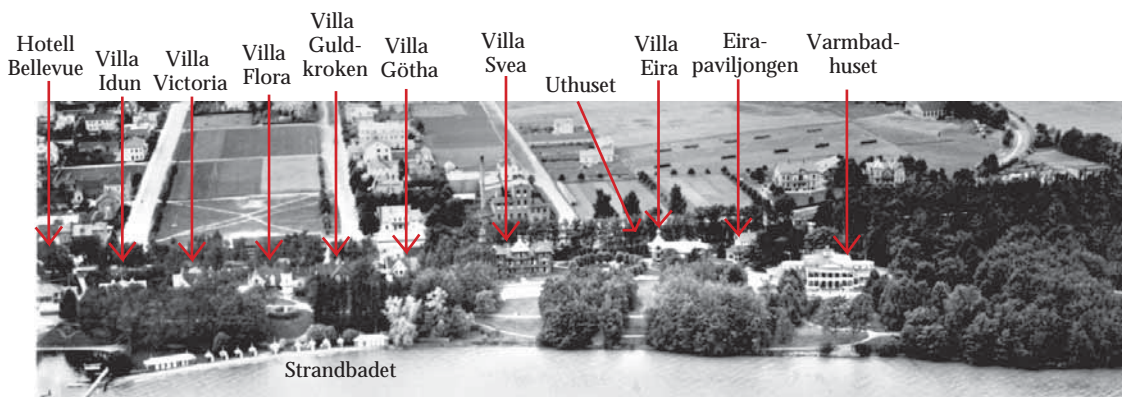 Hotell
Bellevue
Villa
Idun
Villa
Victoria
Villa
Flora
Villa
Guld-
kroken
Villa
Götha
Villa
Svea
Uthuset
Villa
Eira
Eira-
paviljongen
Varmbad-
huset
Strandbadet